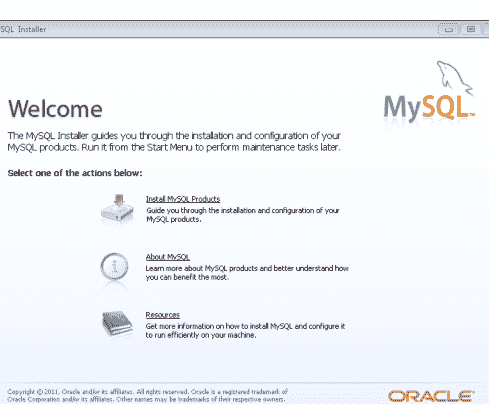 SQL Installer
MySQL™
Welcome
The MySQL Installer guides you through the installation and configuration of your
MySQL products. Run it from the Start Menu to perform maintenance tasks later.
Select one of the actions below:
Install MySQL Products
Guide you through the installation and configuration of your
MySQL products.
About MySQL
Learn more about MySQL products and better understand how
you can benefit the most.
Resources
Get more information on how to install MySQL and configure it
to run efficiently on your machine.
Copyright © 2011, Oracle and/or its affiliates. All rights reserved. Oracle is a registered trademark of
Oracle Corporation and/or its affiliates. Other names may be trademarks of their respective owners.
ORACLE